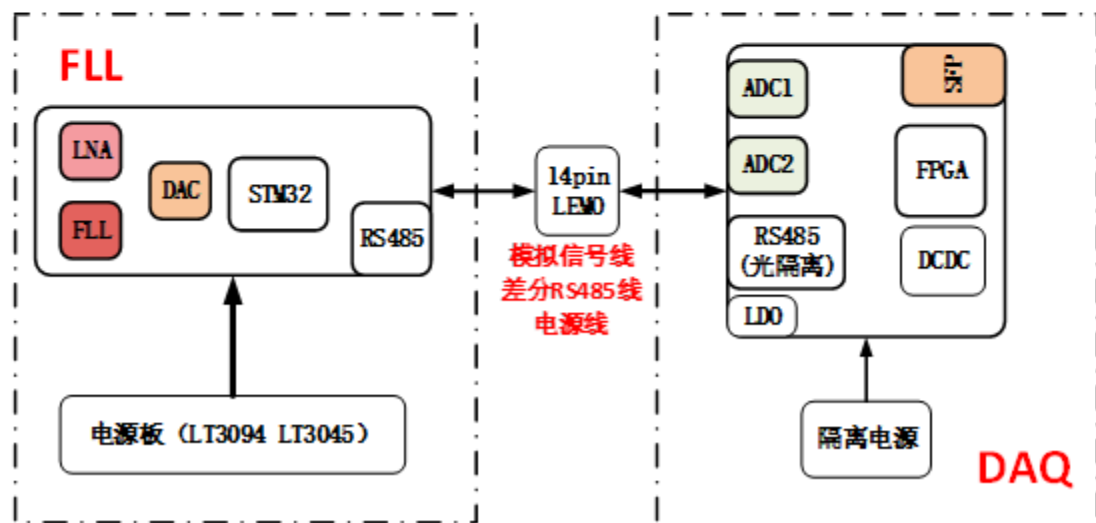 FLL
LNA
FLL
DAC
STM32
RS485
电源板（LT3094 LT3045）
14pin
LEMO
模拟信号线
差分RS485线
电源线
ADC1
ADC2
RS485
(光隔离)
LDO
SFP
FPGA
DCDC
隔离电源
DAQ